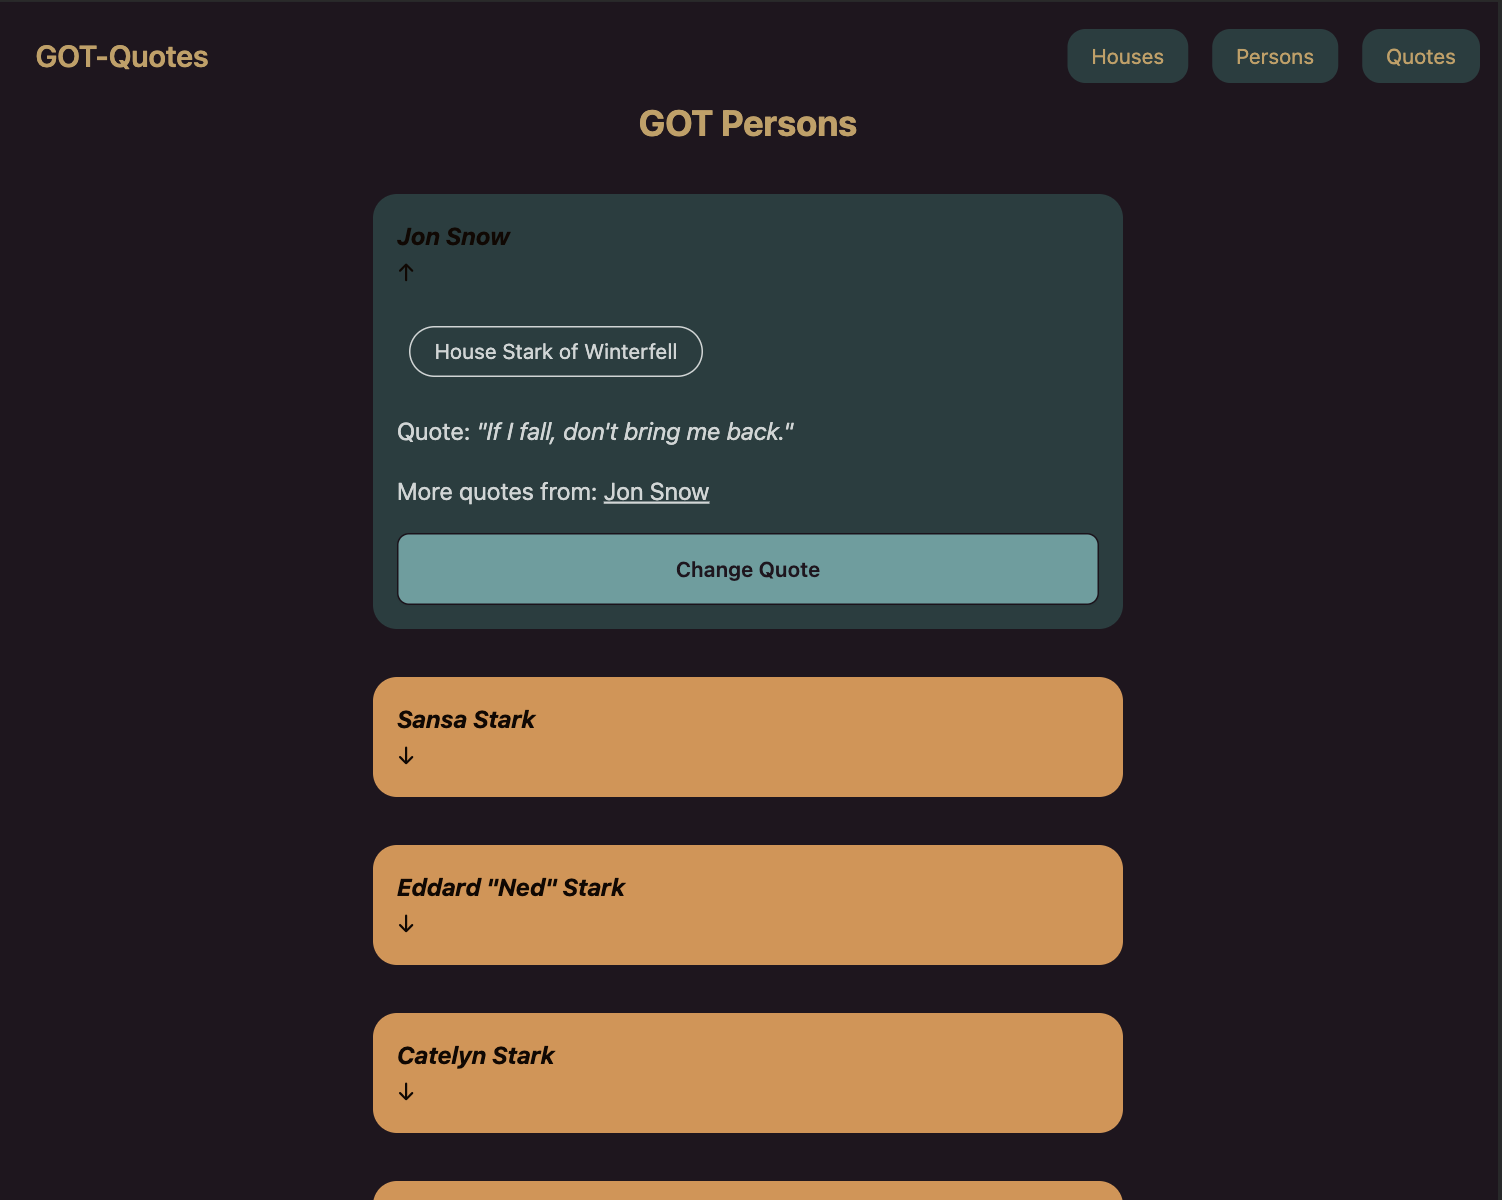 GOT-Quotes
Houses
Persons
Quotes
GOT Persons
Jon Snow
↑
House Stark of Winterfell
Quote: "If I fall, don't bring me back."
More quotes from: Jon Snow
Change Quote
Sansa Stark
↓
Eddard "Ned" Stark
↓
Catelyn Stark
↓